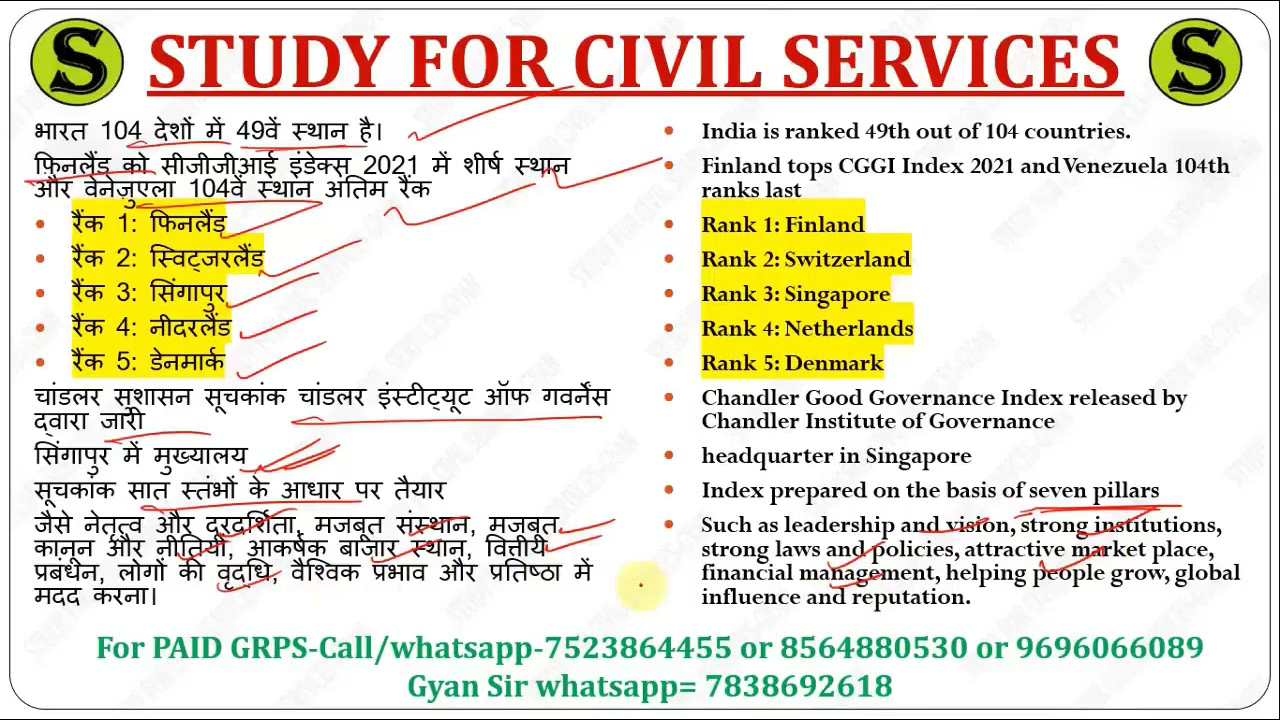 S STUDY FOR CIVIL SERVICES S
भारत 104 देशों में 49वें स्थान है।
फिनलैंड को सीजीजीआई इंडेक्स 2021 में शीर्ष स्थान
और वेनेजुएला 104वें स्थान अंतिम रैंक
• रैंक 1: फिनलैंड
• रैंक 2: स्विट्जरलैंड
• रैंक 3: सिंगापुर
• रैंक 4: नीदरलैंड
• रैंक 5: डेनमार्क
चांडलर सुशासन सूचकांक चांडलर इंस्टीट्यूट ऑफ गवर्नेंस
द्वारा जारी
सिंगापुर में मुख्यालय
सूचकांक सात स्तंभों के आधार पर तैयार
जैसे नेतृत्व और दूरदर्शिता, मजबूत संस्थान, मजबूत
कानून और नीतियां, आकर्षक बाजार स्थान, वित्तीय
प्रबंधन, लोगों की वृद्धि, वैश्विक प्रभाव और प्रतिष्ठा में
मदद करना।
• India is ranked 49th out of 104 countries.
• Finland tops CGGI Index 2021 and Venezuela 104th
ranks last
• Rank 1: Finland
• Rank 2: Switzerland
• Rank 3: Singapore
• Rank 4: Netherlands
• Rank 5: Denmark
• Chandler Good Governance Index released by
Chandler Institute of Governance
• headquarter in Singapore
• Index prepared on the basis of seven pillars
• Such as leadership and vision, strong institutions,
strong laws and policies, attractive market place,
financial management, helping people grow, global
influence and reputation.
For PAID GRPS-Call/whatsapp-7523864455 or 8564880530 or 9696066089
Gyan Sir whatsapp= 7838692618